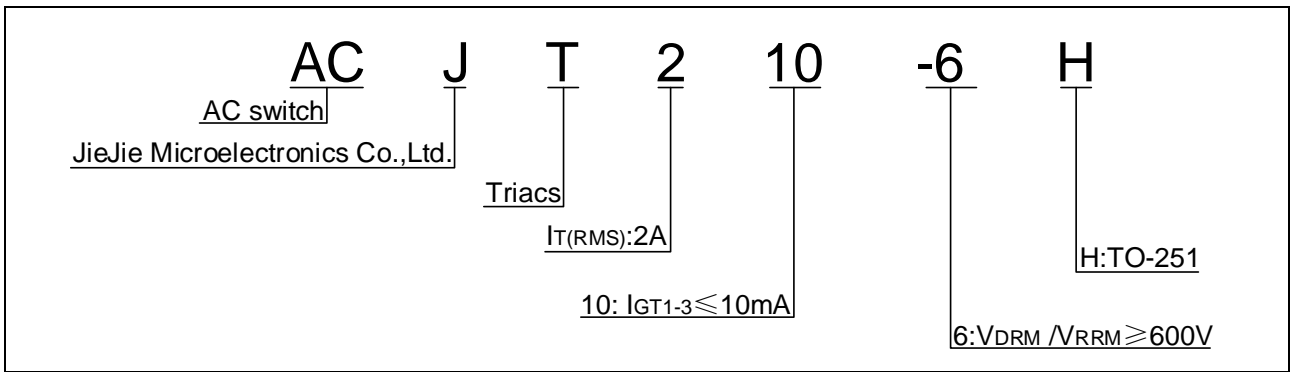 AC J T 2 10 -6 H
AC switch
JieJie Microelectronics Co.,Ltd.
Triacs
IT(RMS):2A
H:TO-251
10: IGT1-3≤10mA
6:VDRM /VRRM≥600V